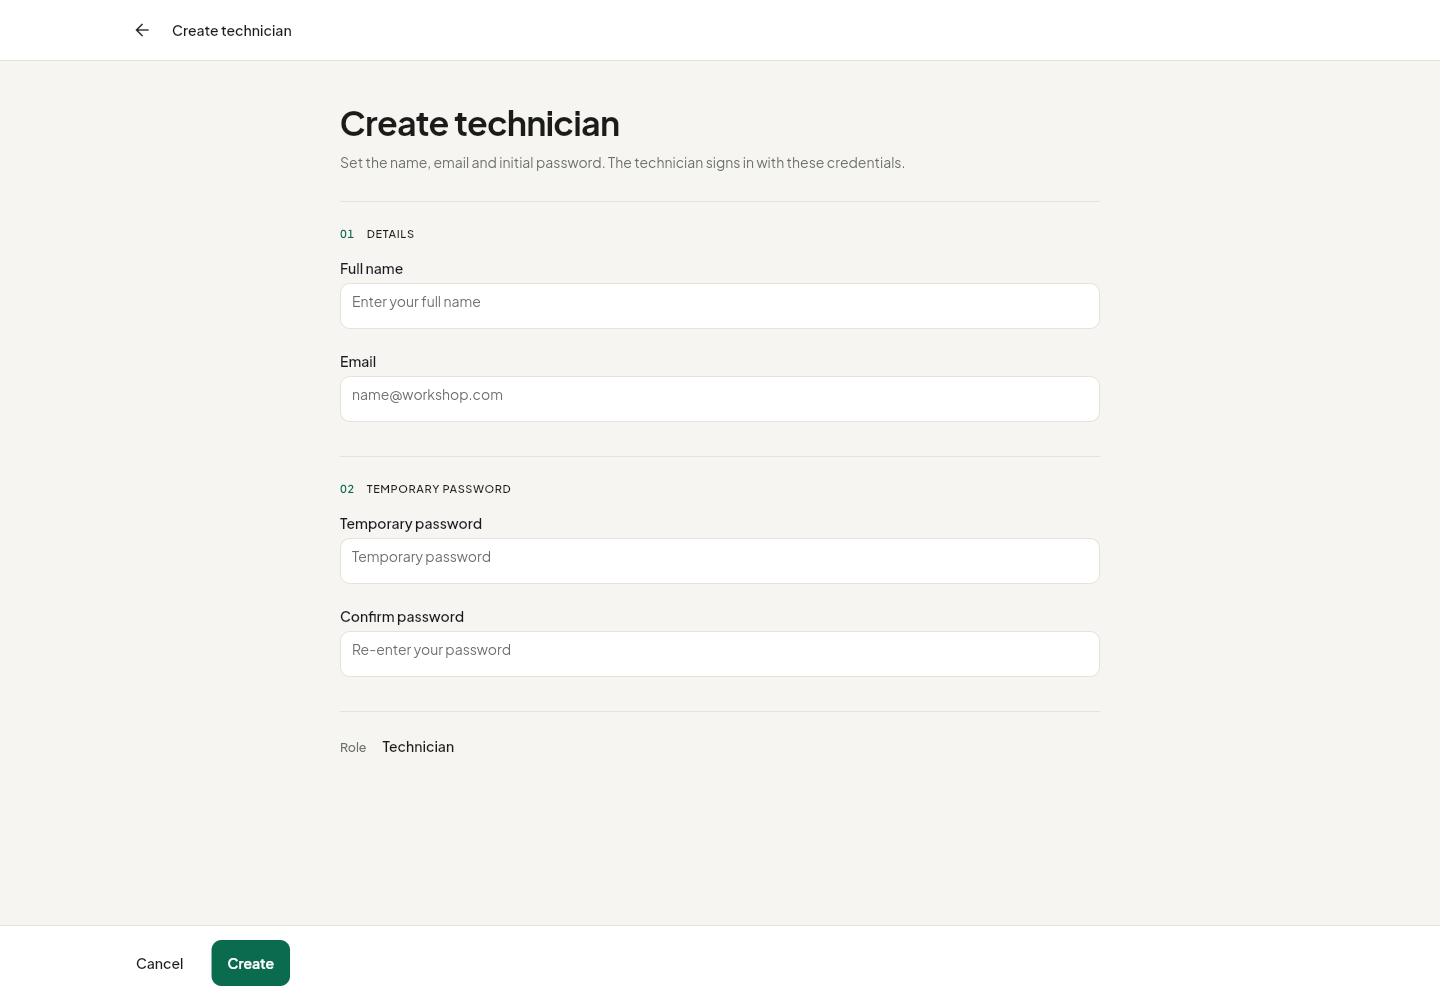 Create technician
Create technician
Set the name, email and initial password. The technician signs in with these credentials.
01 DETAILS
Full name
Enter your full name
Email
name@workshop.com
02 TEMPORARY PASSWORD
Temporary password
Temporary password
Confirm password
Re-enter your password
Role Technician
Cancel Create